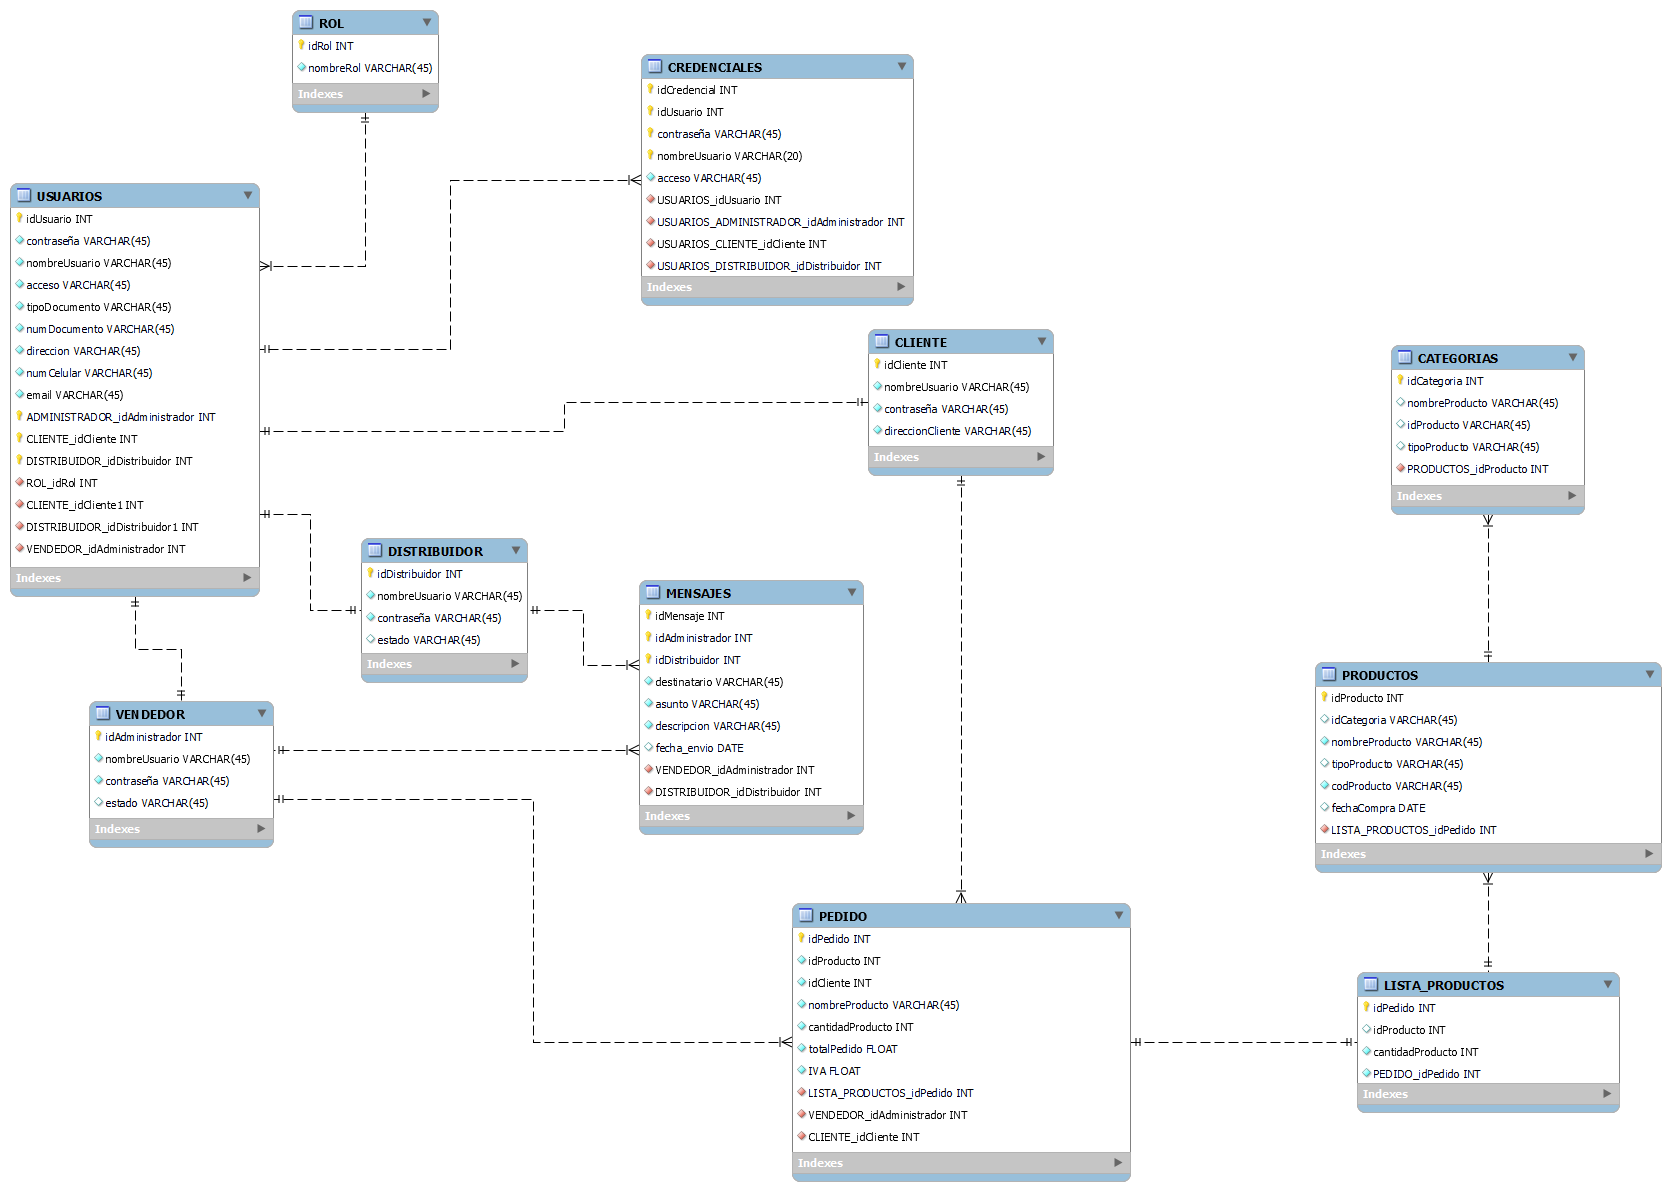 ROL
idRol INT
nombreRol VARCHAR(45)
Indexes
CREDENCIALES
idCredencial INT
idUsuario INT
contraseña VARCHAR(45)
nombreUsuario VARCHAR(20)
acceso VARCHAR(45)
USUARIOS_idUsuario INT
USUARIOS_ADMINISTRADOR_idAdministrador INT
USUARIOS_CLIENTE_idCliente INT
USUARIOS_DISTRIBUIDOR_idDistribuidor INT
Indexes
USUARIOS
idUsuario INT
contraseña VARCHAR(45)
nombreUsuario VARCHAR(45)
acceso VARCHAR(45)
tipoDocumento VARCHAR(45)
numDocumento VARCHAR(45)
direccion VARCHAR(45)
numCelular VARCHAR(45)
email VARCHAR(45)
ADMINISTRADOR_idAdministrador INT
CLIENTE_idCliente INT
DISTRIBUIDOR_idDistribuidor INT
ROL_idRol INT
CLIENTE_idCliente1 INT
DISTRIBUIDOR_idDistribuidor1 INT
VENDEDOR_idAdministrador INT
Indexes
CLIENTE
idCliente INT
nombreUsuario VARCHAR(45)
contraseña VARCHAR(45)
direccionCliente VARCHAR(45)
Indexes
CATEGORIAS
idCategoria INT
nombreProducto VARCHAR(45)
idProducto VARCHAR(45)
tipoProducto VARCHAR(45)
PRODUCTOS_idProducto INT
Indexes
DISTRIBUIDOR
idDistribuidor INT
nombreUsuario VARCHAR(45)
contraseña VARCHAR(45)
estado VARCHAR(45)
Indexes
MENSAJES
idMensaje INT
idAdministrador INT
idDistribuidor INT
destinatario VARCHAR(45)
asunto VARCHAR(45)
descripcion VARCHAR(45)
fecha_envio DATE
VENDEDOR_idAdministrador INT
DISTRIBUIDOR_idDistribuidor INT
Indexes
VENDEDOR
idAdministrador INT
nombreUsuario VARCHAR(45)
contraseña VARCHAR(45)
estado VARCHAR(45)
Indexes
PRODUCTOS
idProducto INT
idCategoria VARCHAR(45)
nombreProducto VARCHAR(45)
tipoProducto VARCHAR(45)
codProducto VARCHAR(45)
fechaCompra DATE
LISTA_PRODUCTOS_idPedido INT
Indexes
PEDIDO
idPedido INT
idProducto INT
idCliente INT
nombreProducto VARCHAR(45)
cantidadProducto INT
totalPedido FLOAT
IVA FLOAT
LISTA_PRODUCTOS_idPedido INT
VENDEDOR_idAdministrador INT
CLIENTE_idCliente INT
Indexes
LISTA_PRODUCTOS
idPedido INT
idProducto INT
cantidadProducto INT
PEDIDO_idPedido INT
Indexes